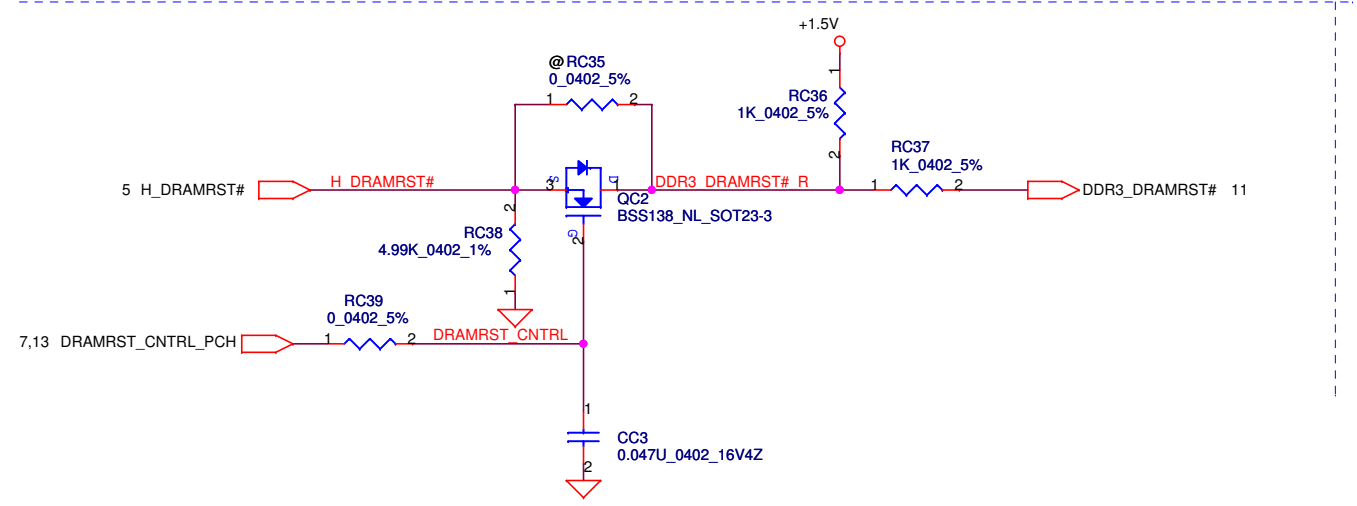 +1.5V
@ RC35
0_0402_5%
1
2
1
RC36
1K_0402_5%
2
RC37
1K_0402_5%
5 H_DRAMRST#
H_DRAMRST#
3
S
D
1
DDR3_DRAMRST#_R
1
2
DDR3_DRAMRST# 11
QC2
BSS138_NL_SOT23-3
G
2
2
RC38
4.99K_0402_1%
1
RC39
0_0402_5%
7,13 DRAMRST_CNTRL_PCH
1
2
DRAMRST_CNTRL
1
CC3
0.047U_0402_16V4Z
2